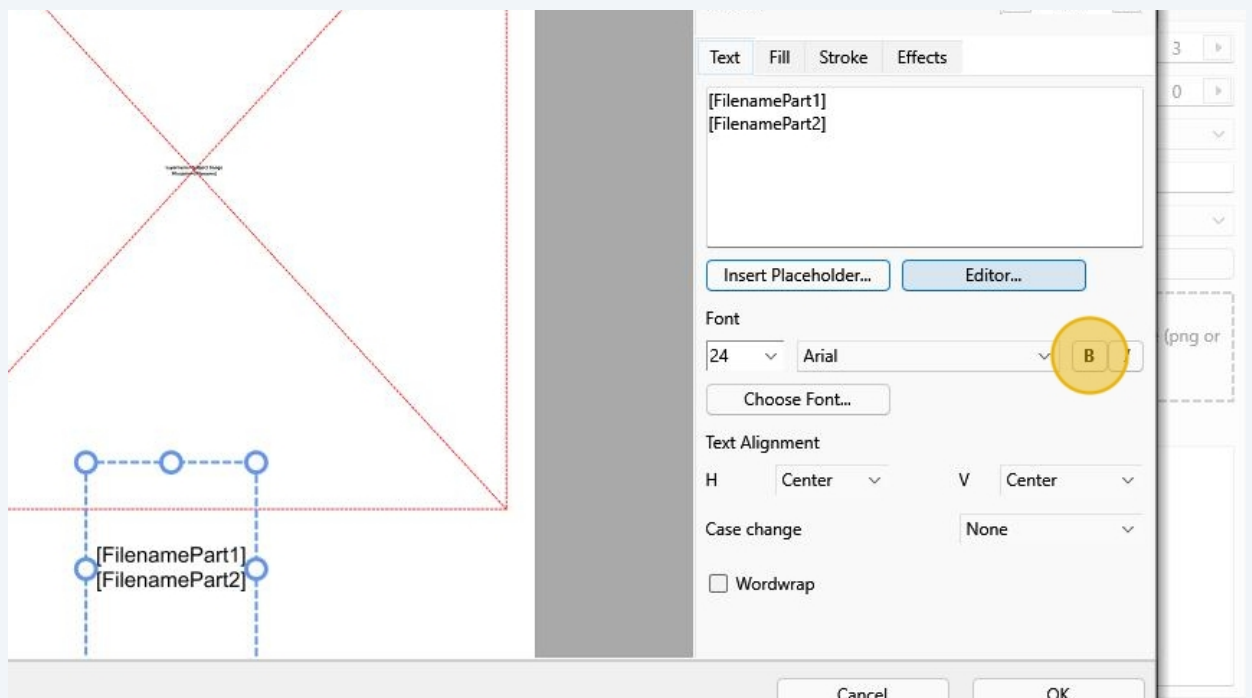 Text Fill Stroke Effects
3
0
[FilenamePart1]
[FilenamePart2]
Insert Placeholder... Editor...
(png or
Font
24 Arial B
Choose Font...
Text Alignment
H Center V Center
Case change None
[FilenamePart1]
[FilenamePart2]
Wordwrap
Cancel OK